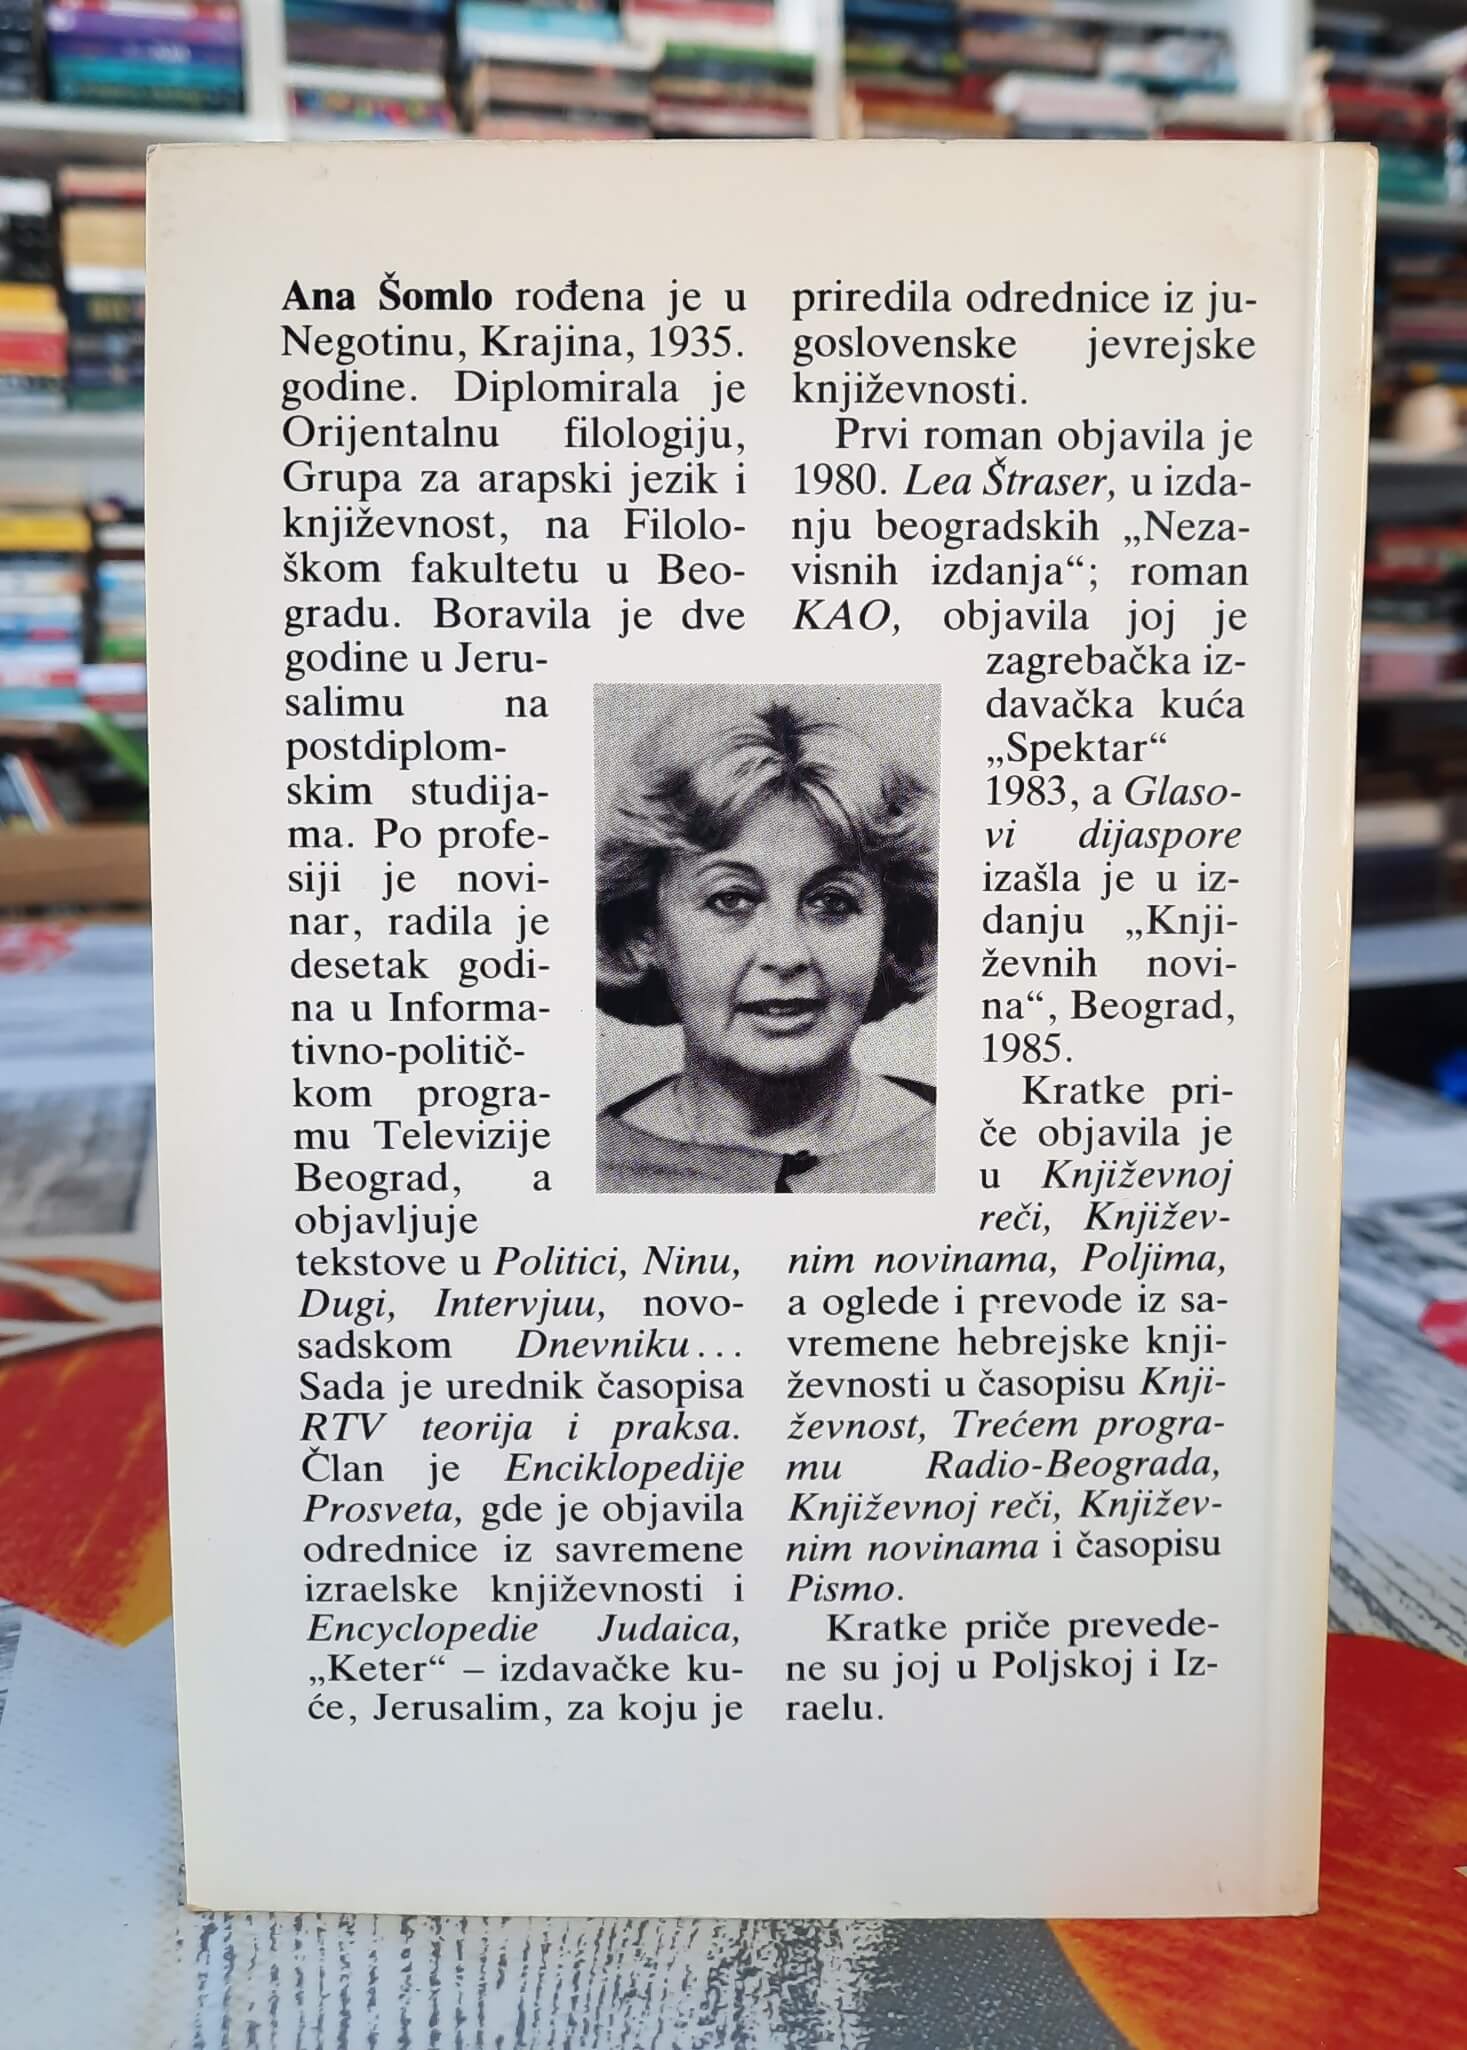 Ana Šomlo rođena je u
Negotinu, Krajina, 1935.
godine. Diplomirala je
Orijentalnu filologiju,
Grupa za arapski jezik i
književnost, na Filolo-
škom fakultetu u Beo-
gradu. Boravila je dve
godine u Jeru-
salimu na
postdiplom-
skim studija-
ma. Po profe-
siji je novi-
nar, radila je
desetak godi-
na u Informa-
tivno-politič-
kom progra-
mu Televizije
Beograd, a
objavljuje
tekstove u Politici, Ninu,
Dugi, Intervjuu, novo-
sadskom Dnevniku...
Sada je urednik časopisa
RTV teorija i praksa.
Član je Enciklopedije
Prosveta, gde je objavila
odrednice iz savremene
izraelske književnosti i
Encyclopedie Judaica,
„Keter“ – izdavačke ku-
će, Jerusalim, za koju je
priredila odrednice iz ju-
goslovenske jevrejske
književnosti.
Prvi roman objavila je
1980. Lea Štraser, u izda-
nju beogradskih „Neza-
visnih izdanja“; roman
KAO, objavila joj je
zagrebačka iz-
davačka kuća
„Spektar“
1983, a Glaso-
vi dijaspore
izašla je u iz-
danju „Knji-
ževnih novi-
na“, Beograd,
1985.
Kratke pri-
če objavila je
u Književnoj
reči, Književ-
nim novinama, Poljima,
a oglede i prevode iz sa-
vremene hebrejske knji-
ževnosti u časopisu Knji-
ževnost, Trećem progra-
mu Radio-Beograda,
Književnoj reči, Književ-
nim novinama i časopisu
Pismo.
Kratke priče prevede-
ne su joj u Poljskoj i Iz-
raelu.